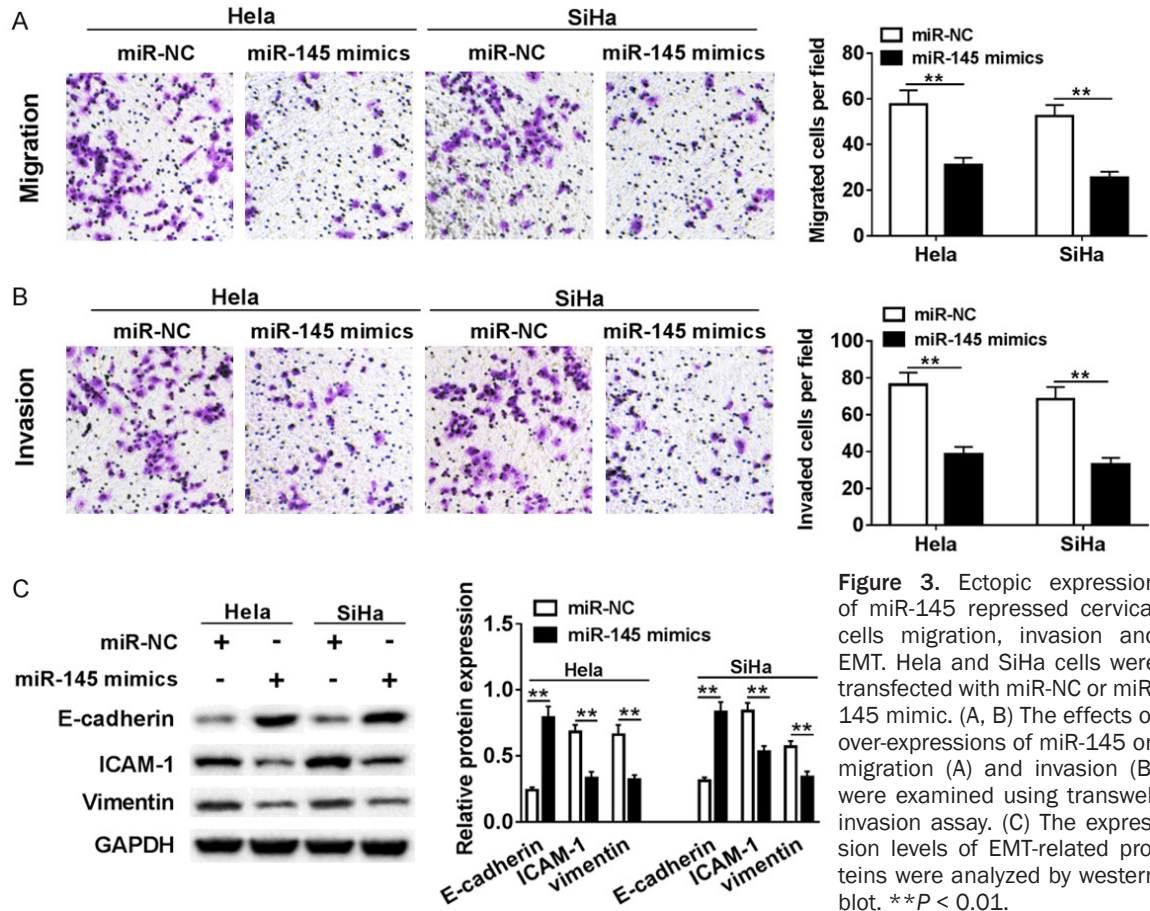 A
Hela
SiHa
miR-NC
miR-145 mimics
miR-NC
miR-145 mimics
Migration
miR-NC
miR-145 mimics
Migrated cells per field
80
60
40
20
0
**
**
Hela
SiHa
B
Hela
SiHa
miR-NC
miR-145 mimics
miR-NC
miR-145 mimics
Invasion
miR-NC
miR-145 mimics
Invaded cells per field
100
80
60
40
20
0
**
**
Hela
SiHa
C
Hela
SiHa
miR-NC + - + -
miR-145 mimics - + - +
E-cadherin
ICAM-1
Vimentin
GAPDH
Relative protein expression
1.5
1.0
0.5
0.0
miR-NC
miR-145 mimics
Hela
SiHa
** ** **
** ** **
E-cadherin
ICAM-1
vimentin
E-cadherin
ICAM-1
vimentin
Figure 3. Ectopic expression
of miR-145 repressed cervica
cells migration, invasion and
EMT. Hela and SiHa cells were
transfected with miR-NC or miR
145 mimic. (A, B) The effects o
over-expressions of miR-145 or
migration (A) and invasion (B
were examined using transwel
invasion assay. (C) The expres
sion levels of EMT-related pro
teins were analyzed by western
blot. **P < 0.01.